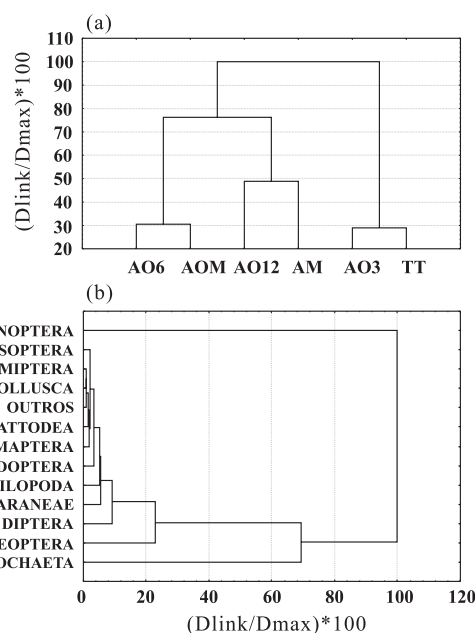 (a)
110
100
90
80
70
60
50
40
30
20
(Dlink/Dmax)*100
AO6 AOM AO12 AM AO3 TT
(b)
NOPTERA
SOPTERA
MIPTERA
OLLUSCA
OUTROS
ATTODEA
MAPTERA
DOPTERA
ILOPODA
ARANEAE
DIPTERA
EOPTERA
OCHAETA
0 20 40 60 80 100 120
(Dlink/Dmax)*100